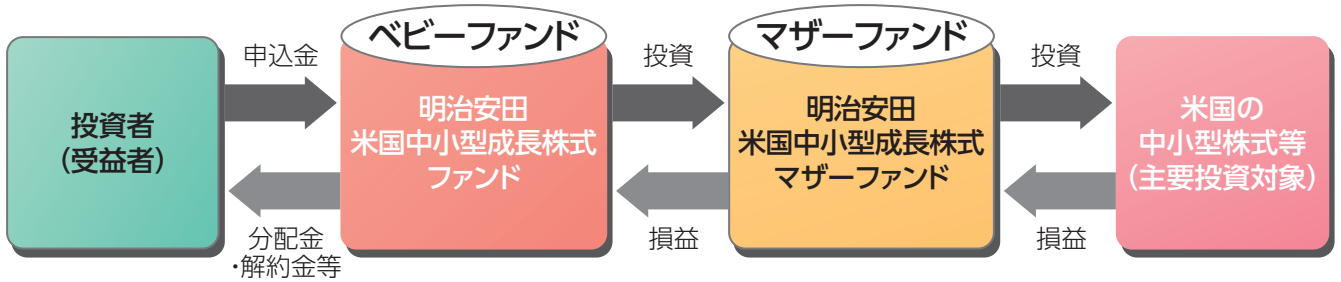 投資者
（受益者）
申込金
分配金
・解約金等
ベビーファンド
明治安田
米国中小型成長株式
ファンド
投資
損益
マザーファンド
明治安田
米国中小型成長株式
マザーファンド
投資
損益
米国の
中小型株式等
（主要投資対象）